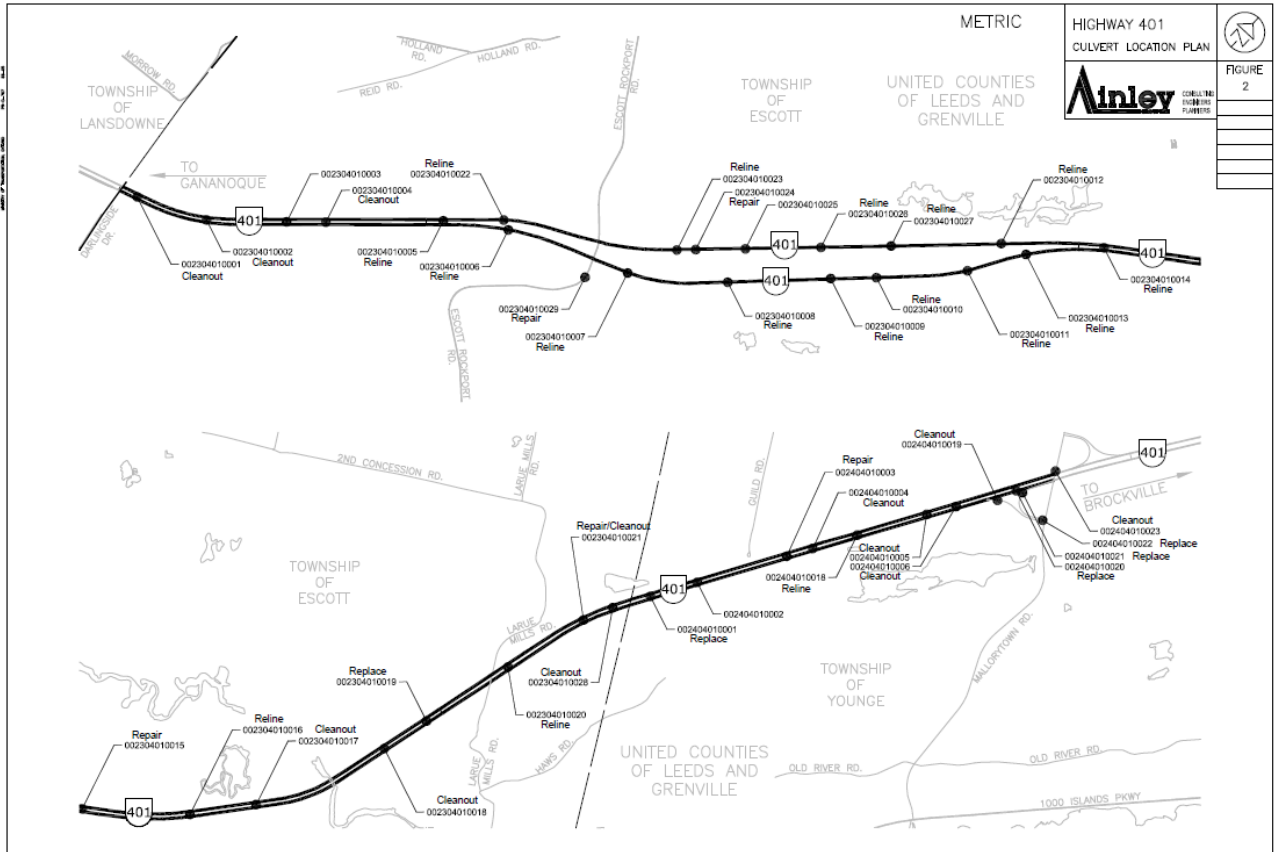 METRIC
HIGHWAY 401
CULVERT LOCATION PLAN
FIGURE
2
Ainley
CONSULTING
ENGINEERS
PLANNERS
MORROW RD.
HOLLAND
RD.
HOLLAND RD.
REID RD.
ESCOTT ROCKPORT
RD.
TOWNSHIP
OF
LANSDOWNE
TOWNSHIP
OF
ESCOTT
UNITED COUNTIES
OF LEEDS AND
GRENVILLE
TO
GANANOQUE
DARLINGSIDE
DR.
002304010003
002304010004
Cleanout
Reline
002304010022
Reline
002304010023
002304010024
Repair
002304010025
Reline
002304010026
Reline
002304010027
Reline
002304010012
401
401
401
401
002304010001
Cleanout
002304010002
Cleanout
002304010005
Reline
002304010006
Reline
002304010029
Repair
002304010007
Reline
002304010008
Reline
002304010009
Reline
Reline
002304010010
002304010011
Reline
002304010013
Reline
002304010014
Reline
ESCOTT ROCKPORT
RD.
2ND CONCESSION RD.
LARUE MILLS
RD.
GUILD RD.
Cleanout
002404010019
401
TO
BROCKVILLE
Repair
002404010003
002404010004
Cleanout
Repair/Cleanout
002304010021
Cleanout
002404010023
002404010022 Replace
002404010021 Replace
002404010020
Replace
Cleanout
002404010005
002404010006
Cleanout
002404010018
Reline
401
002404010002
002404010001
Replace
TOWNSHIP
OF
ESCOTT
LARUE
MILLS RD.
Cleanout
002304010028
Replace
002304010019
002304010020
Reline
TOWNSHIP
OF
YOUNGE
MALLORYTOWN RD.
Repair
002304010015
Reline
002304010016
Cleanout
002304010017
LARUE
MILLS RD.
HAWS RD.
UNITED COUNTIES
OF LEEDS AND
GRENVILLE
OLD RIVER RD.
OLD RIVER RD.
401
Cleanout
002304010018
1000 ISLANDS PKWY